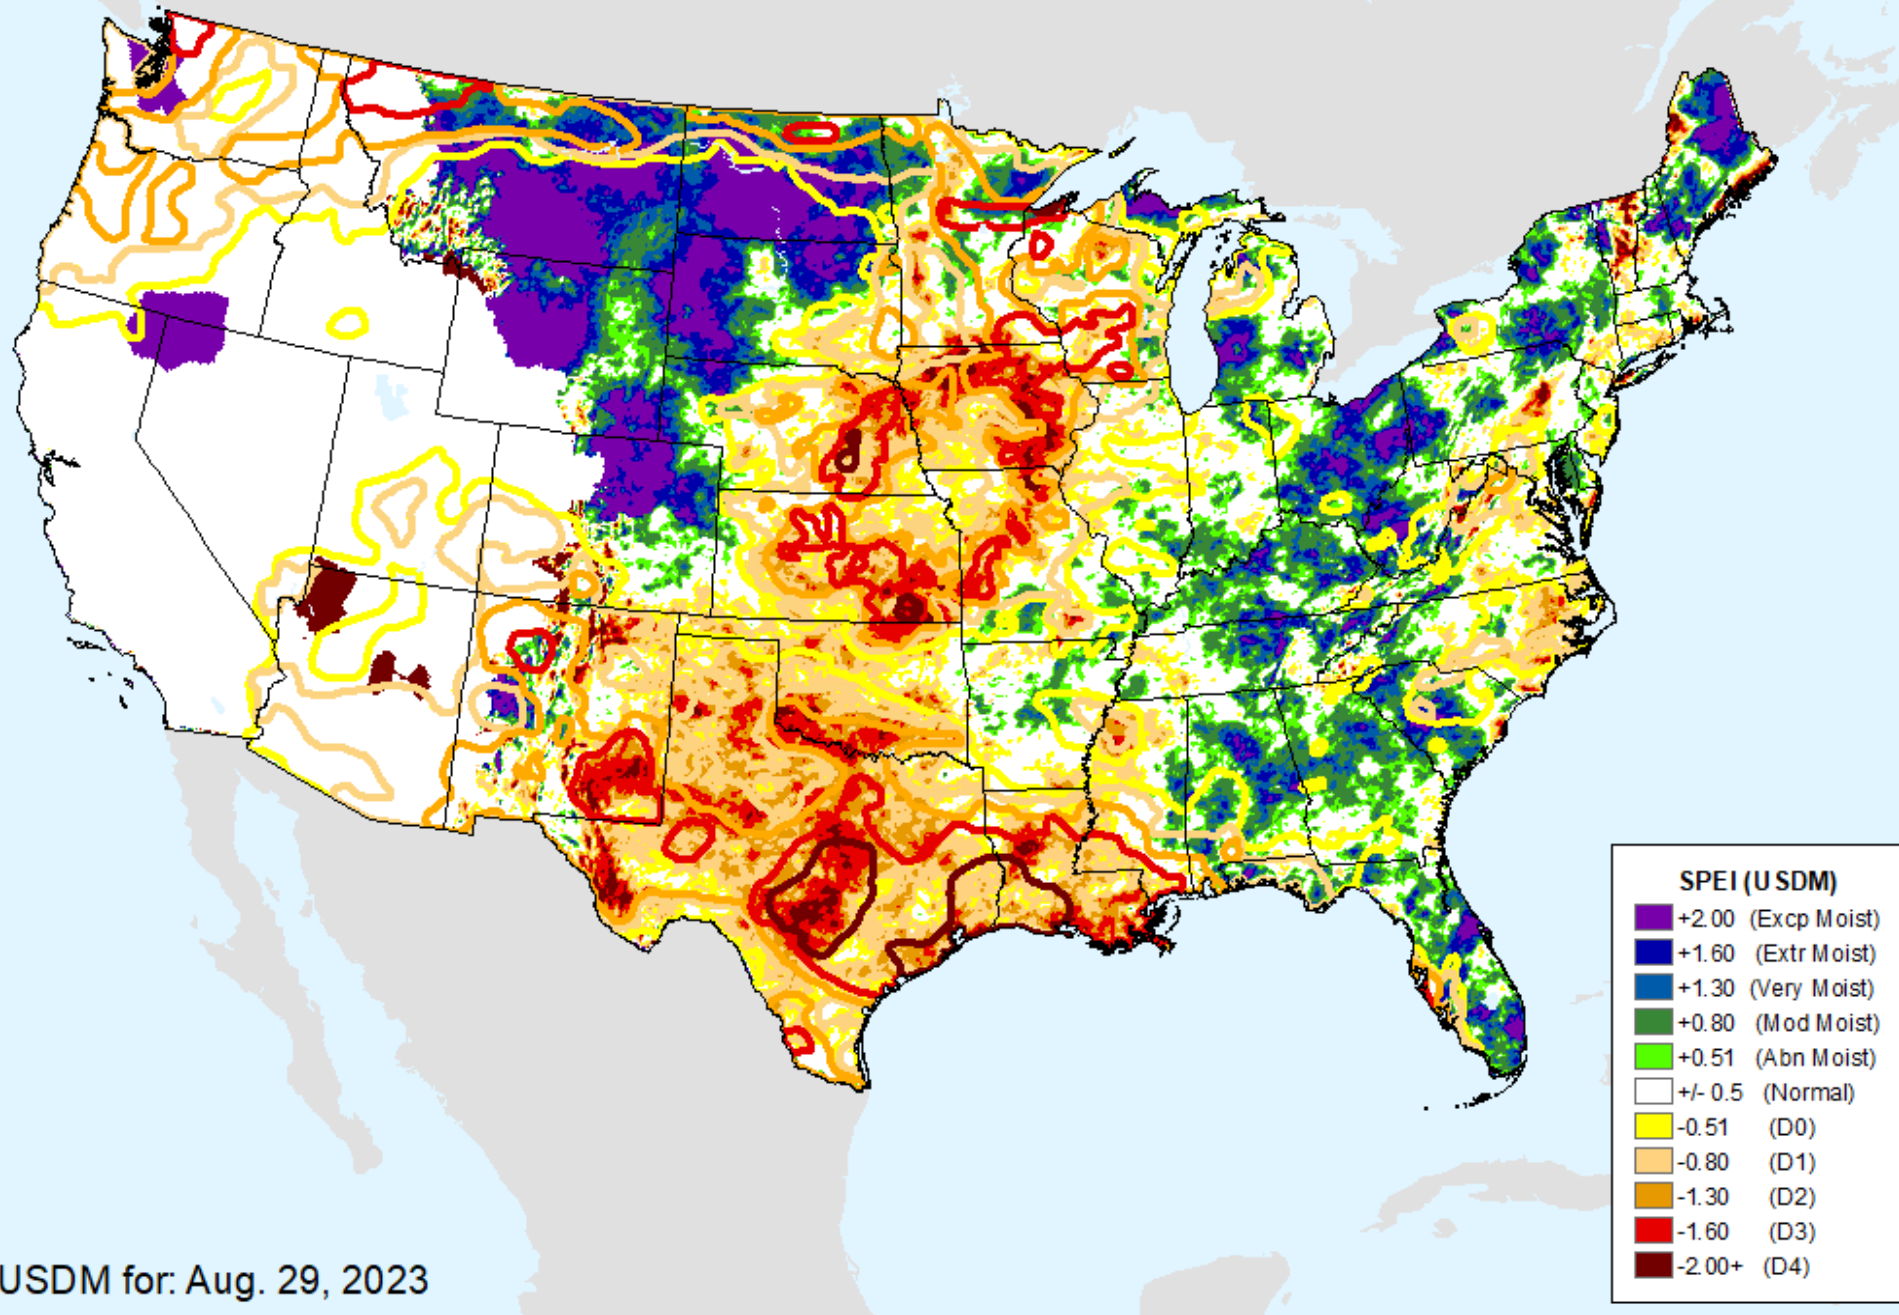 SPEI (USDM)
+2.00 (Excp Moist)
+1.60 (Extr Moist)
+1.30 (Very Moist)
+0.80 (Mod Moist)
+0.51 (Abn Moist)
+/- 0.5 (Normal)
-0.51 (D0)
-0.80 (D1)
-1.30 (D2)
-1.60 (D3)
-2.00+ (D4)
USDM for: Aug. 29, 2023